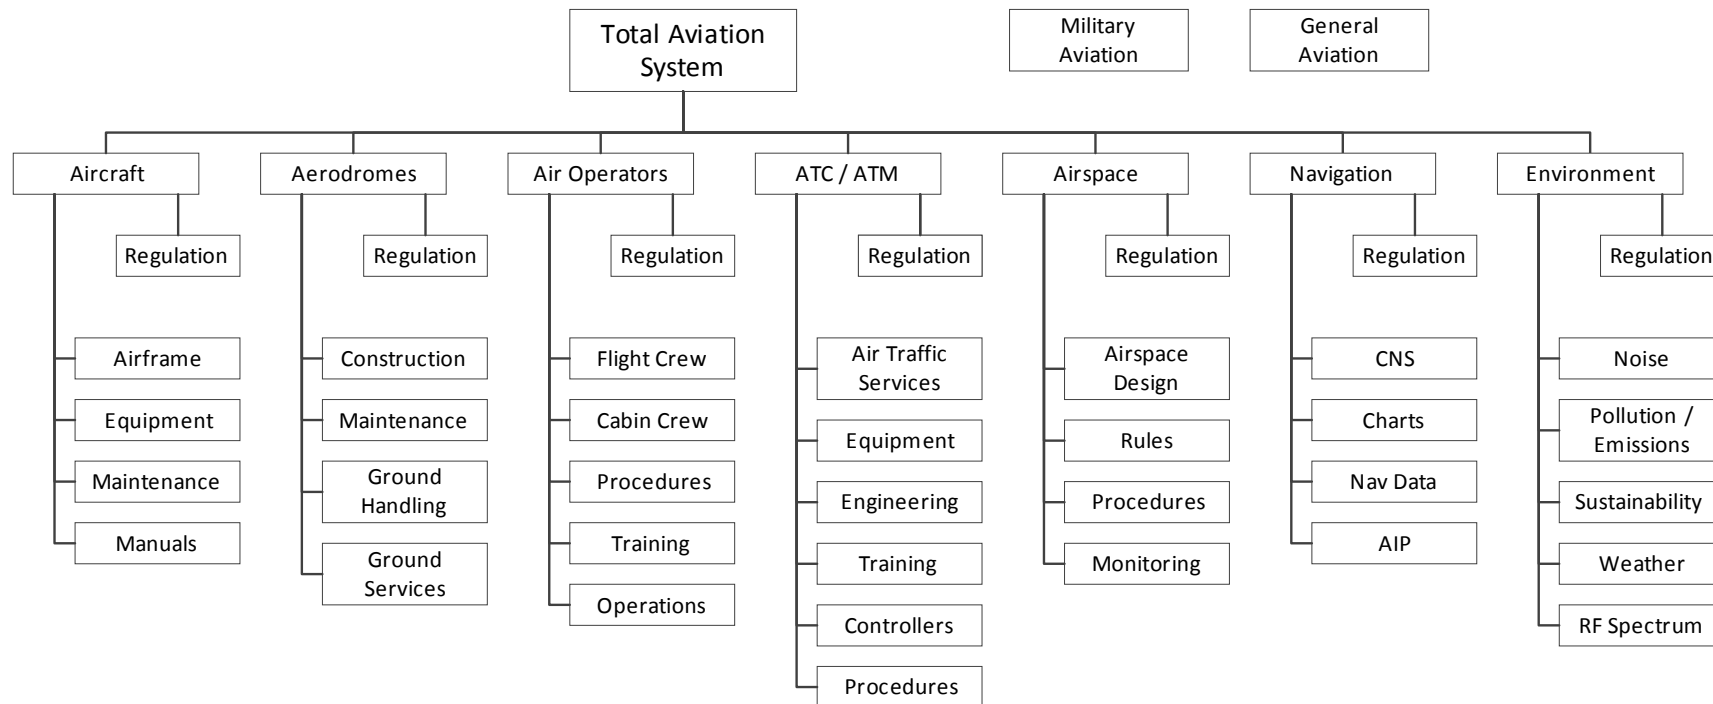 Total Aviation
System
Military
Aviation
General
Aviation
Aircraft
Aerodromes
Air Operators
ATC / ATM
Airspace
Navigation
Environment
Regulation
Regulation
Regulation
Regulation
Regulation
Regulation
Regulation
Airframe
Equipment
Maintenance
Manuals
Construction
Maintenance
Ground
Handling
Ground
Services
Flight Crew
Cabin Crew
Procedures
Training
Operations
Air Traffic
Services
Equipment
Engineering
Training
Controllers
Procedures
Airspace
Design
Rules
Procedures
Monitoring
CNS
Charts
Nav Data
AIP
Noise
Pollution /
Emissions
Sustainability
Weather
RF Spectrum